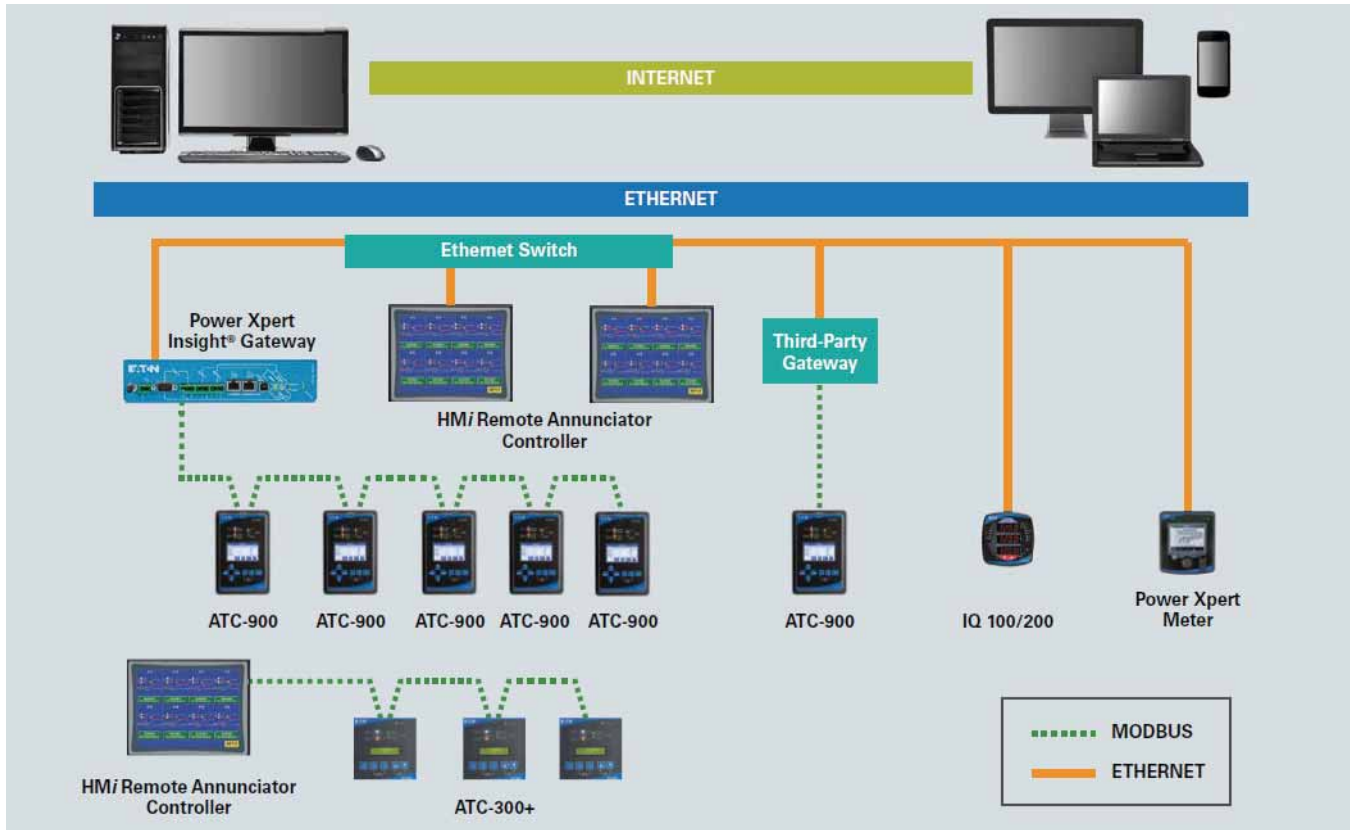 INTERNET
ETHERNET
Ethernet Switch
Power Xpert
Insight® Gateway
E·T·N
HMi Remote Annunciator
Controller
Third-Party
Gateway
ATC-900
ATC-900
ATC-900
ATC-900
ATC-900
ATC-900
IQ 100/200
Power Xpert
Meter
HMi Remote Annunciator
Controller
ATC-300+
MODBUS
ETHERNET